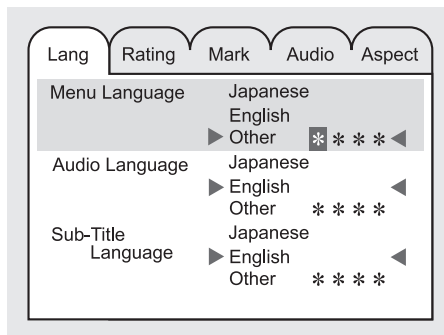 Lang Rating Mark Audio Aspect
Menu Language Japanese
English
Other * * * *
Audio Language Japanese
English
Other * * * *
Sub-Title Japanese
Language English
Other * * * *